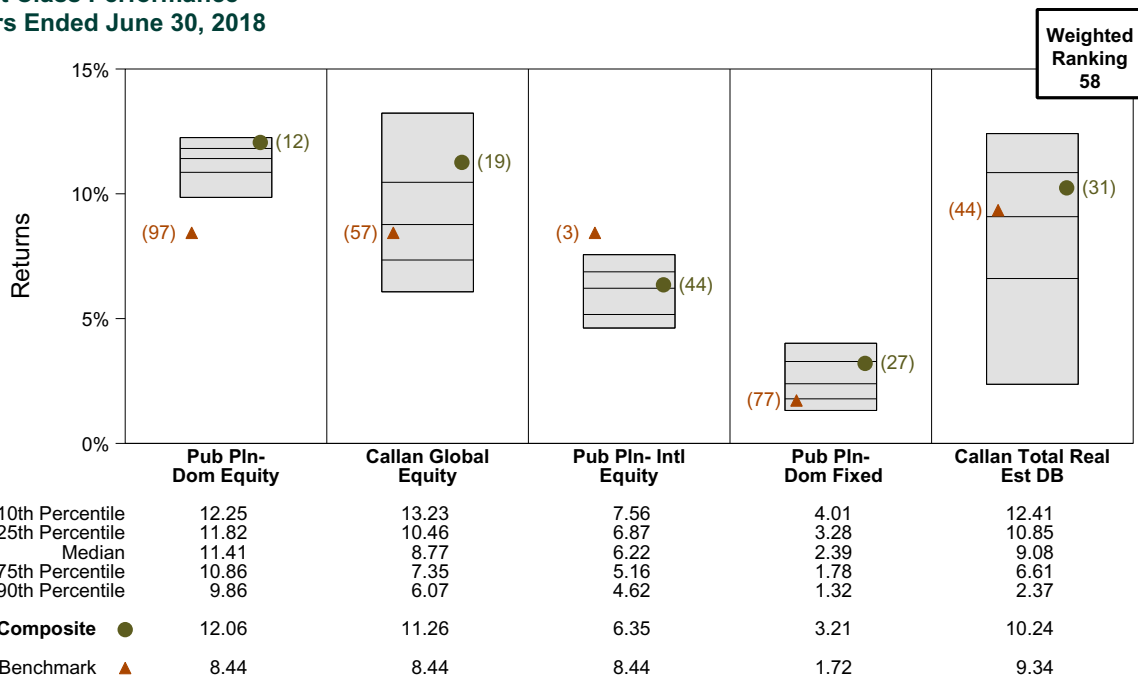 Class Performance
Ended June 30, 2018
Weighted
Ranking
58
15%
10%
5%
0%
Returns
(12)
(97)
(19)
(57)
(3)
(44)
(27)
(77)
(31)
(44)
Pub Pln-
Dom Equity
Callan Global
Equity
Pub Pln- Intl
Equity
Pub Pln-
Dom Fixed
Callan Total Real
Est DB
10th Percentile 12.25 13.23 7.56 4.01 12.41
25th Percentile 11.82 10.46 6.87 3.28 10.85
Median 11.41 8.77 6.22 2.39 9.08
75th Percentile 10.86 7.35 5.16 1.78 6.61
90th Percentile 9.86 6.07 4.62 1.32 2.37
Composite 12.06 11.26 6.35 3.21 10.24
Benchmark 8.44 8.44 8.44 1.72 9.34